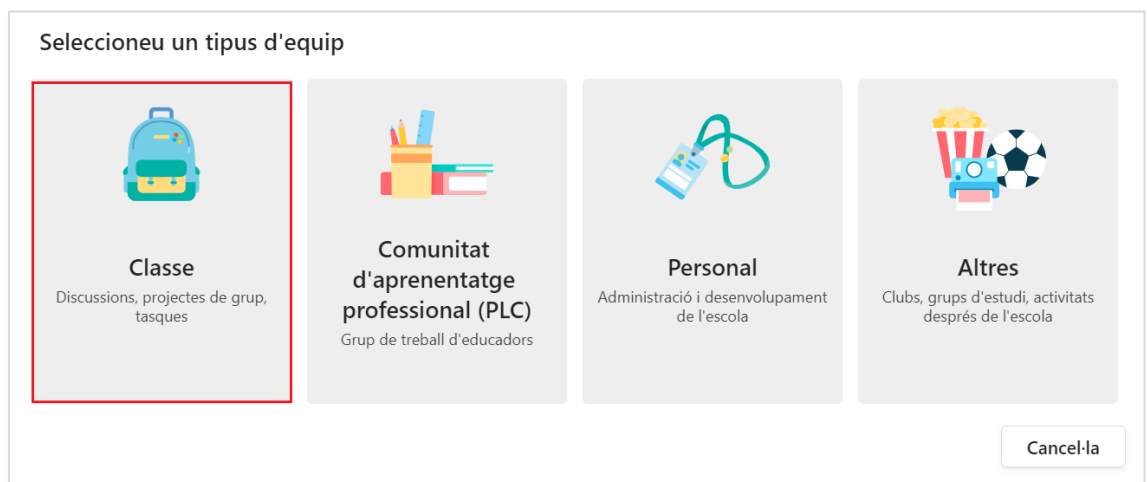 Seleccioneu un tipus d'equip
Classe
Discussions, projectes de grup,
tasques
Comunitat
d'aprenentatge
professional (PLC)
Grup de treball d'educadors
Personal
Administració i desenvolupament
de l'escola
Altres
Clubs, grups d'estudi, activitats
després de l'escola
Cancel·la